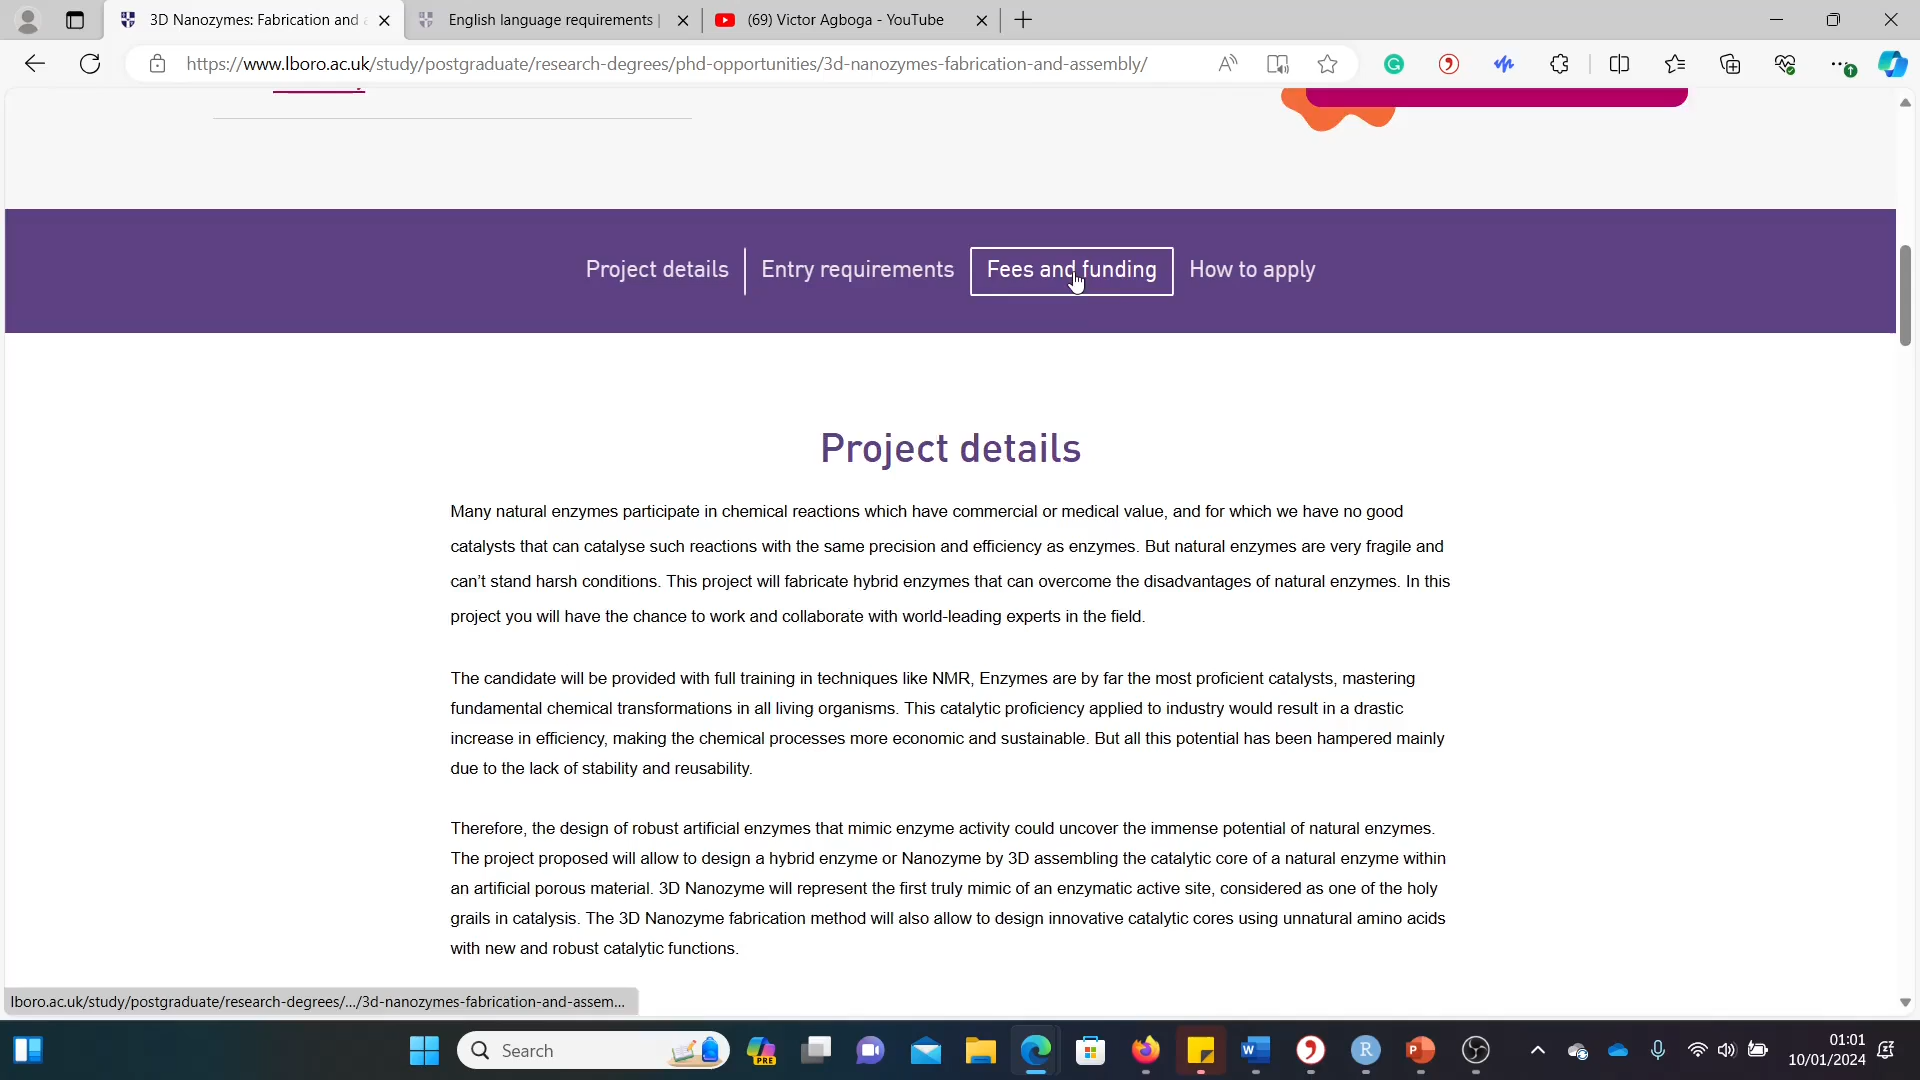 3D Nanozymes: Fabrication and
English language requirements |
(69) Victor Agboga - YouTube
https://www.lboro.ac.uk/study/postgraduate/research-degrees/phd-opportunities/3d-nanozymes-fabrication-and-assembly/
Project details
Entry requirements
Fees and funding
How to apply
Project details
Many natural enzymes participate in chemical reactions which have commercial or medical value, and for which we have no good
catalysts that can catalyse such reactions with the same precision and efficiency as enzymes. But natural enzymes are very fragile and
can't stand harsh conditions. This project will fabricate hybrid enzymes that can overcome the disadvantages of natural enzymes. In this
project you will have the chance to work and collaborate with world-leading experts in the field.
The candidate will be provided with full training in techniques like NMR, Enzymes are by far the most proficient catalysts, mastering
fundamental chemical transformations in all living organisms. This catalytic proficiency applied to industry would result in a drastic
increase in efficiency, making the chemical processes more economic and sustainable. But all this potential has been hampered mainly
due to the lack of stability and reusability.
Therefore, the design of robust artificial enzymes that mimic enzyme activity could uncover the immense potential of natural enzymes.
The project proposed will allow to design a hybrid enzyme or Nanozyme by 3D assembling the catalytic core of a natural enzyme within
an artificial porous material. 3D Nanozyme will represent the first truly mimic of an enzymatic active site, considered as one of the holy
grails in catalysis. The 3D Nanozyme fabrication method will also allow to design innovative catalytic cores using unnatural amino acids
with new and robust catalytic functions.
lboro.ac.uk/study/postgraduate/research-degrees/.../3d-nanozymes-fabrication-and-assem...
Search
PRE
01:01
10/01/2024